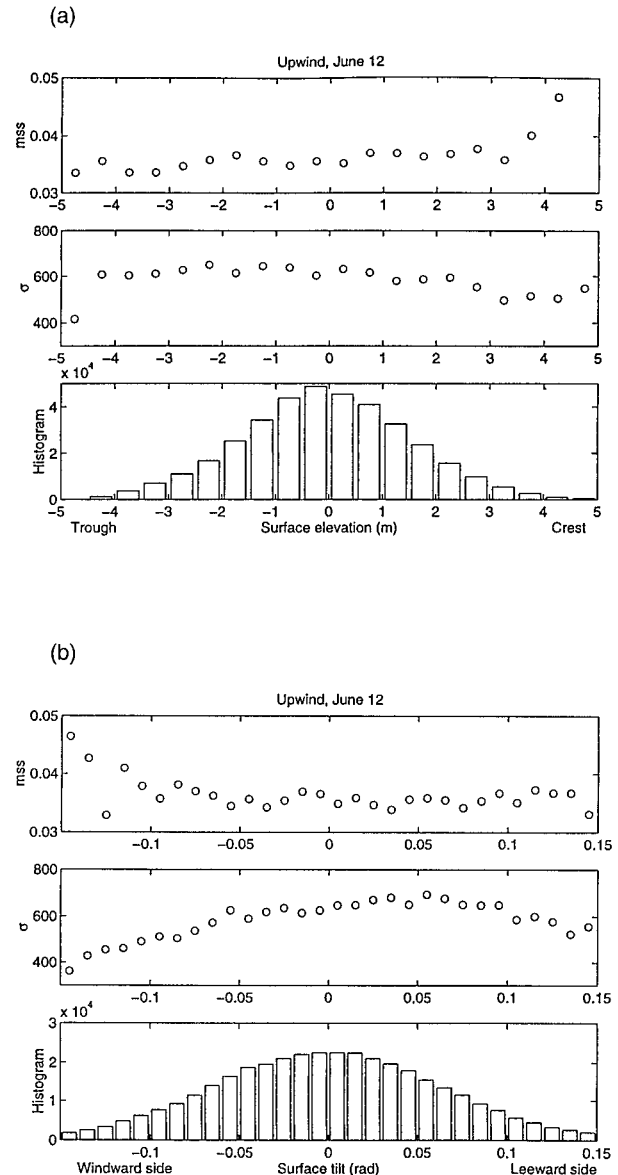 (a)
Upwind, June 12
0.05
0.04
0.03
mss
−5 −4 −3 −2 −1 0 1 2 3 4 5
800
600
400
σ
−5 −4 −3 −2 −1 0 1 2 3 4 5
x 10^4
4
2
0
Histogram
−5 −4 −3 −2 −1 0 1 2 3 4 5
Trough Surface elevation (m) Crest
(b)
Upwind, June 12
0.05
0.04
0.03
mss
−0.1 −0.05 0 0.05 0.1 0.15
800
600
400
σ
−0.1 −0.05 0 0.05 0.1 0.15
x 10^4
3
2
1
0
Histogram
−0.1 −0.05 0 0.05 0.1 0.15
Windward side Surface tilt (rad) Leeward side